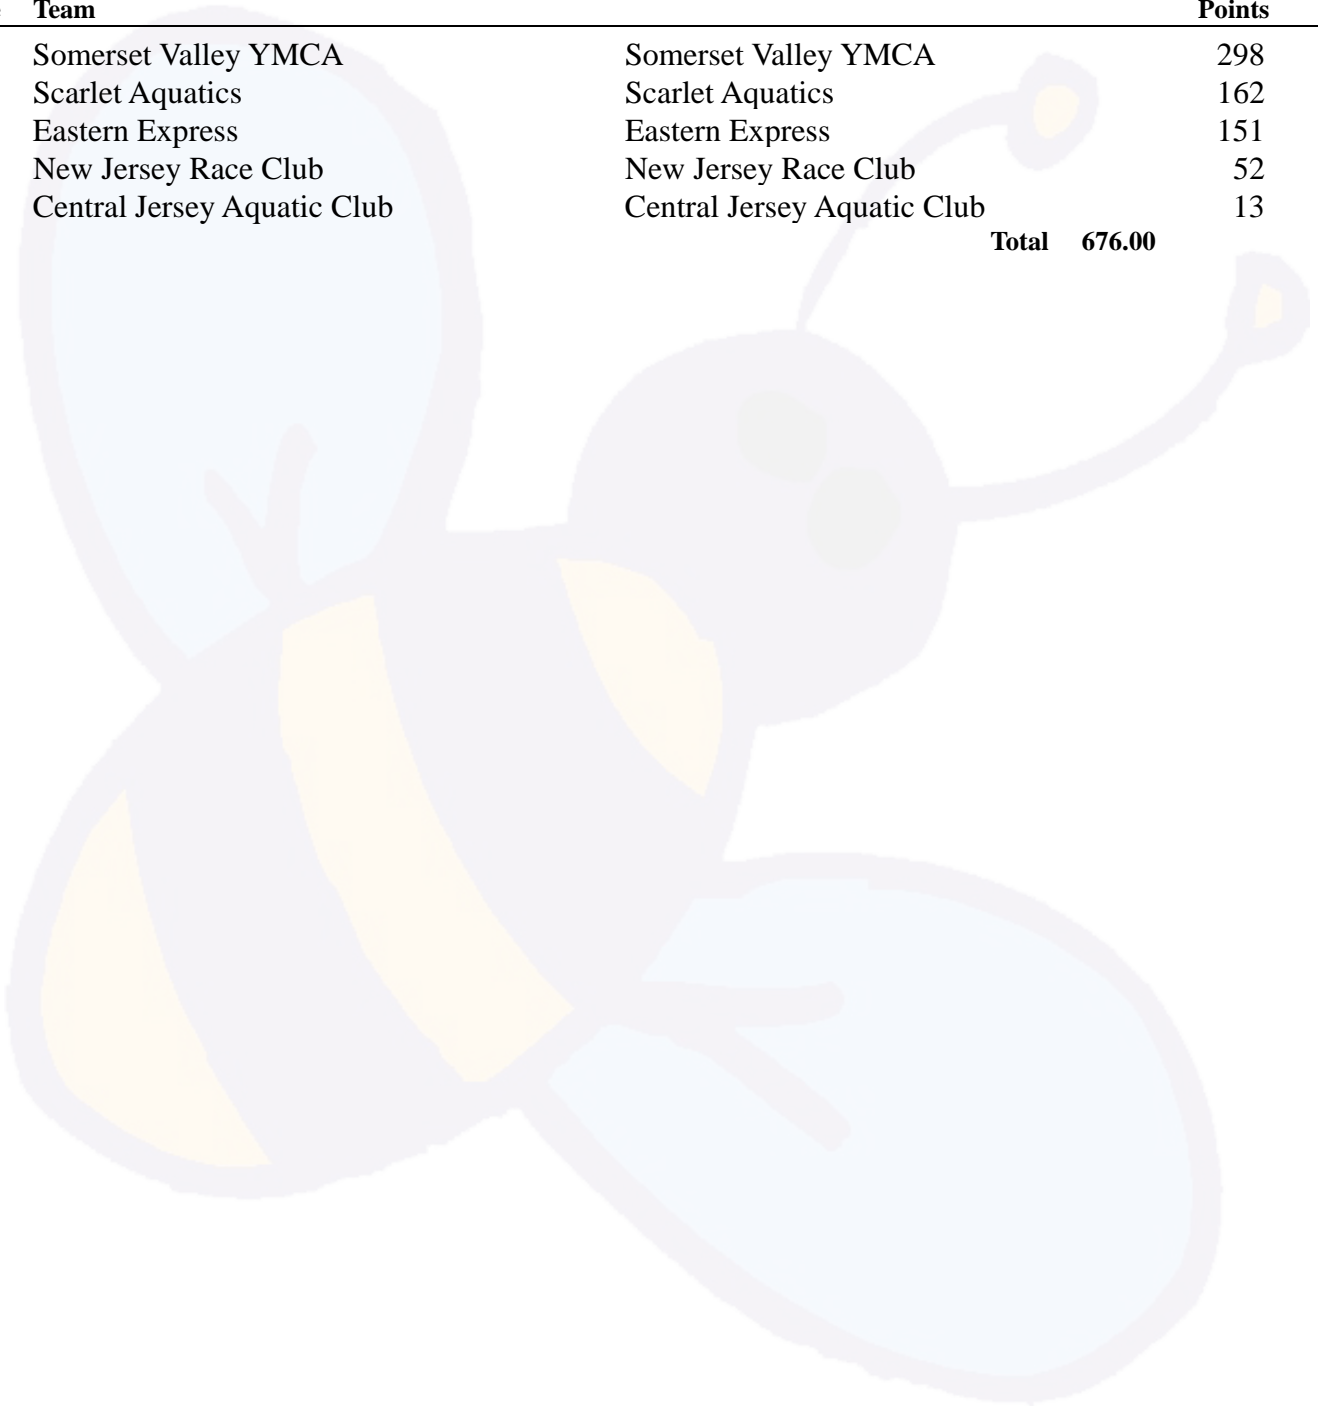 Team Points
Somerset Valley YMCA Somerset Valley YMCA 298
Scarlet Aquatics Scarlet Aquatics 162
Eastern Express Eastern Express 151
New Jersey Race Club New Jersey Race Club 52
Central Jersey Aquatic Club Central Jersey Aquatic Club 13
Total 676.00